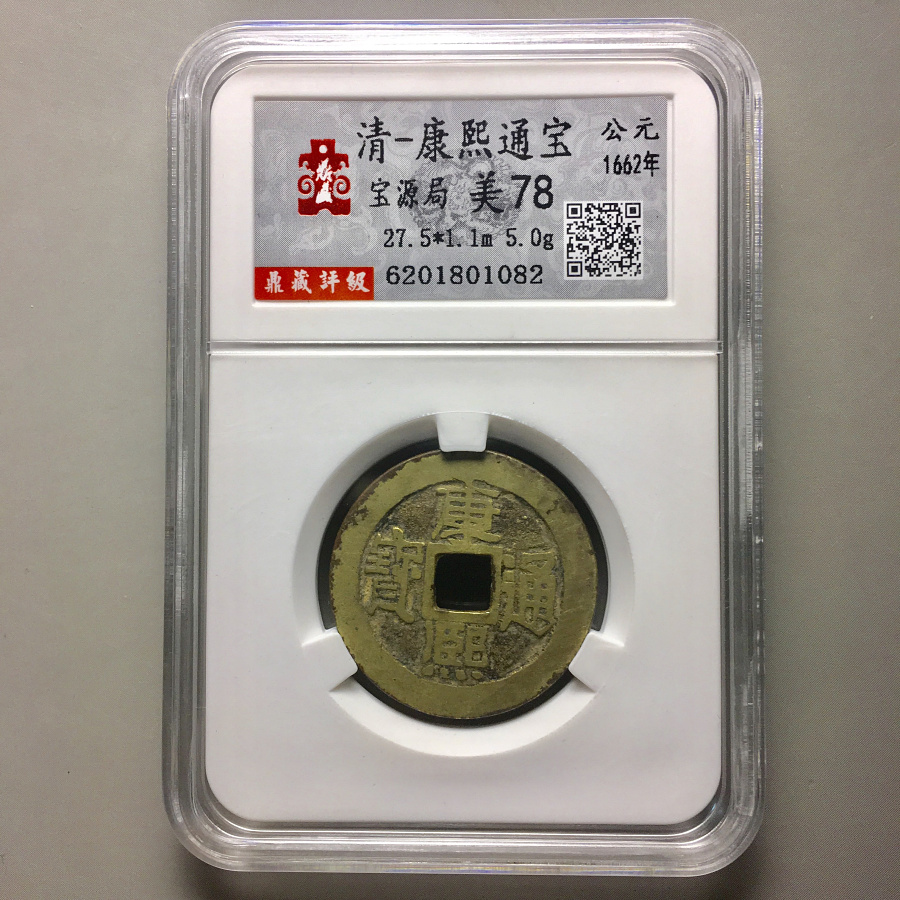 清-康熙通宝
公元
1662年
宝源局 美78
27.5*1.1m 5.0g
鼎藏評級 6201801082
康熙通寶